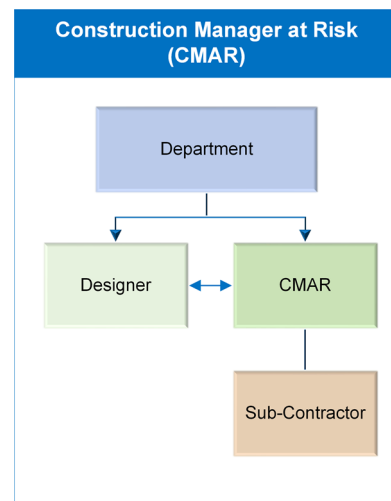 Construction Manager at Risk
(CMAR)
Department
Designer
CMAR
Sub-Contractor